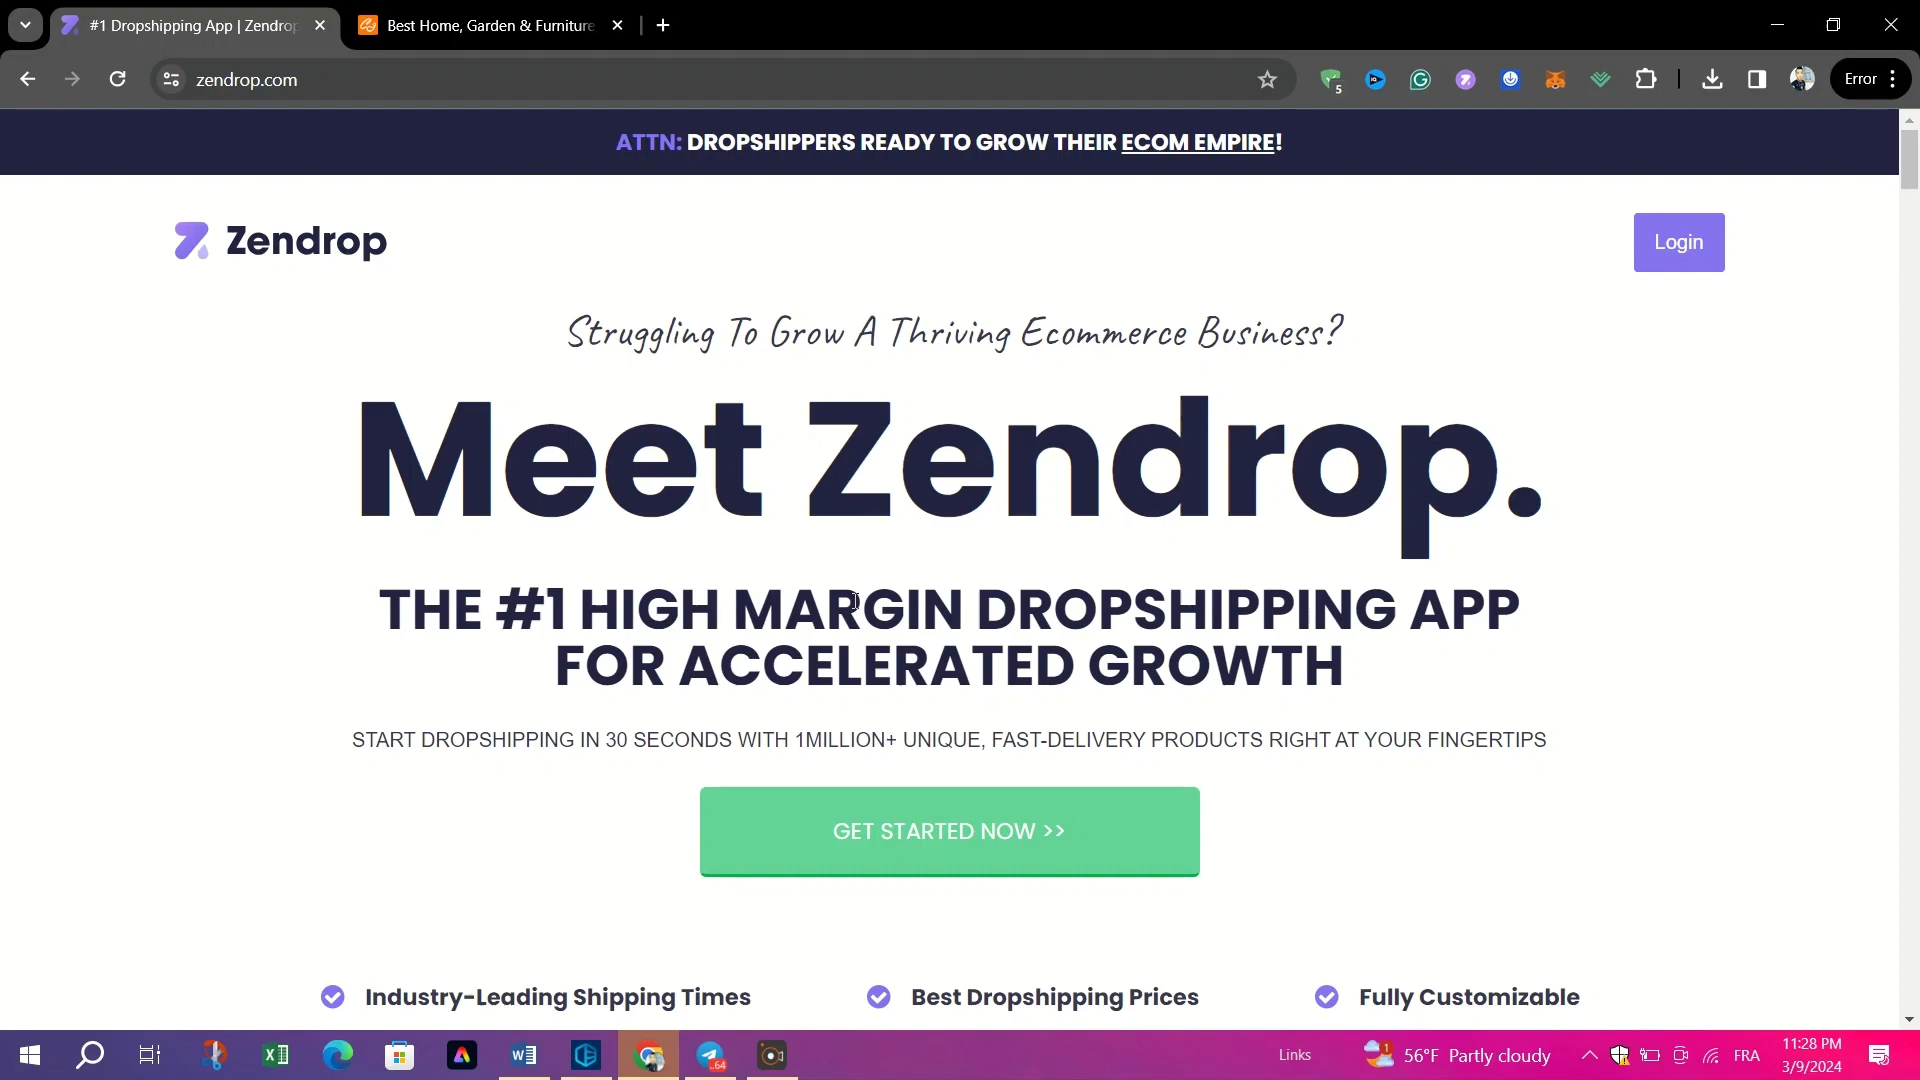 #1 Dropshipping App | Zendrop
Best Home, Garden & Furniture
zendrop.com
5
Error
ATTN: DROPSHIPPERS READY TO GROW THEIR ECOM EMPIRE!
Zendrop
Login
Struggling To Grow A Thriving Ecommerce Business?
Meet Zendrop.
THE #1 HIGH MARGIN DROPSHIPPING APP
FOR ACCELERATED GROWTH
START DROPSHIPPING IN 30 SECONDS WITH 1MILLION+ UNIQUE, FAST-DELIVERY PRODUCTS RIGHT AT YOUR FINGERTIPS
GET STARTED NOW >>
Industry-Leading Shipping Times
Best Dropshipping Prices
Fully Customizable
64
Links
1
56°F Partly cloudy
FRA
11:28 PM
3/9/2024